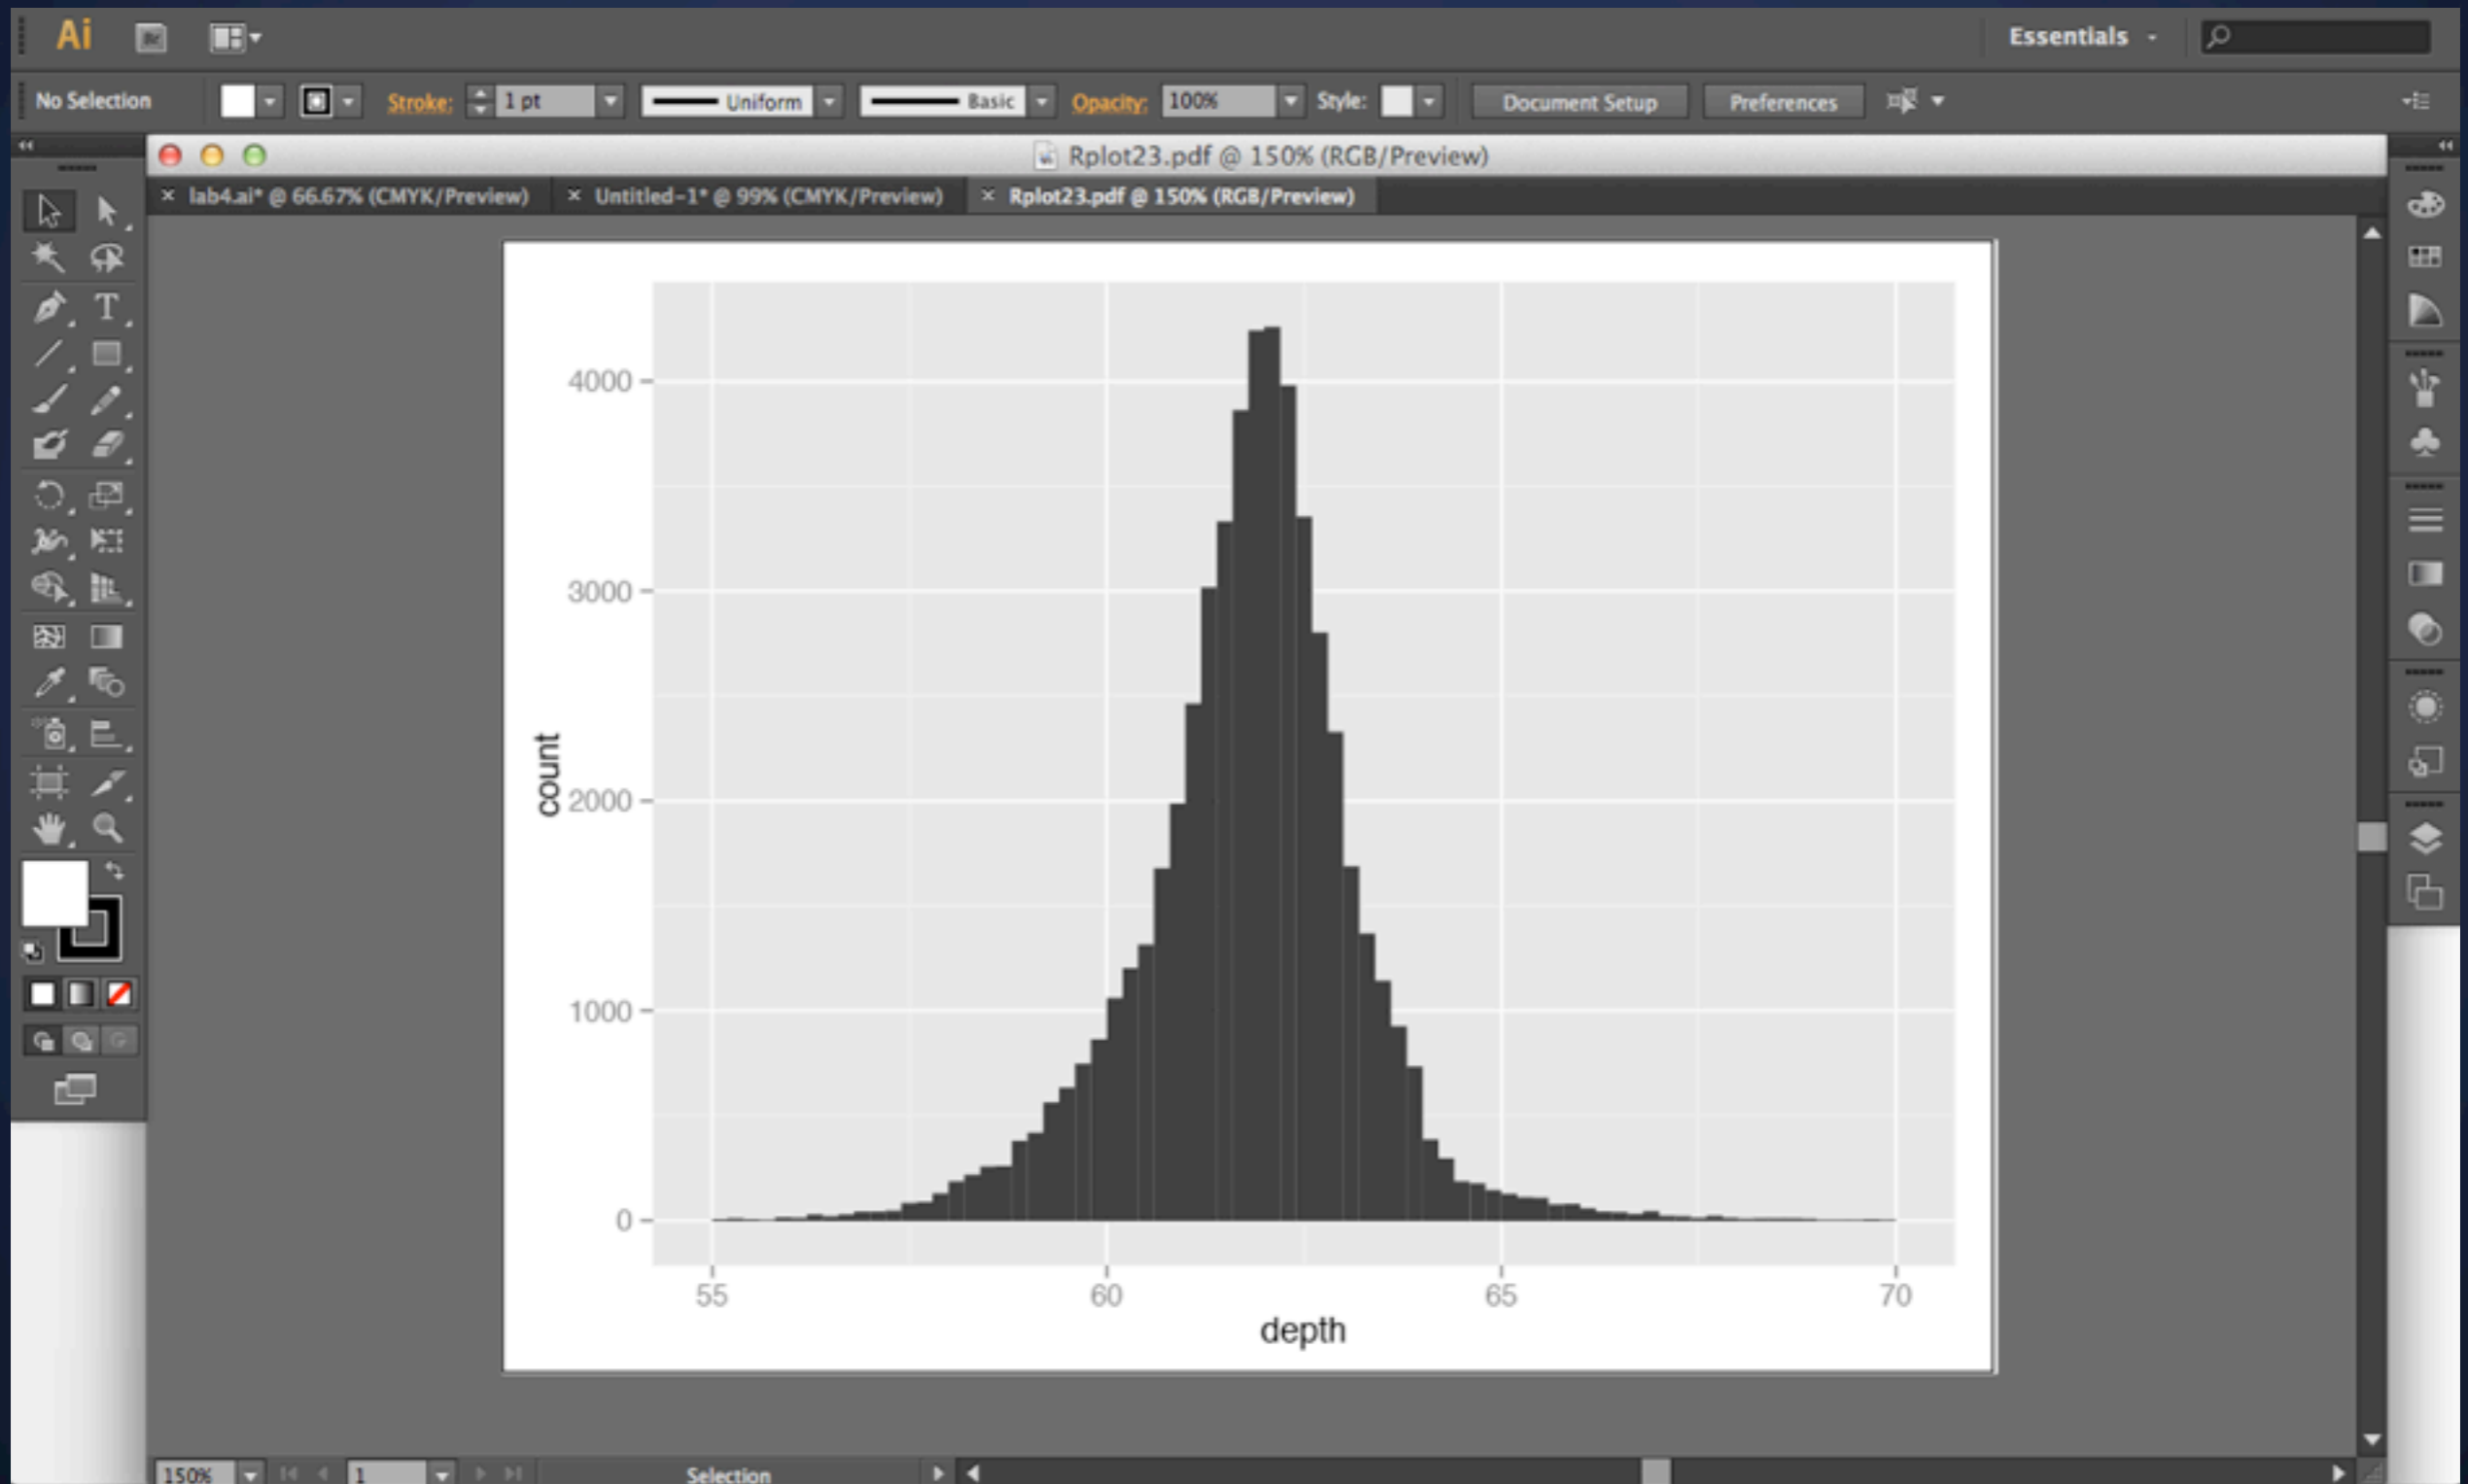 Ai Br Essentials
No Selection Stroke: 1 pt Uniform Basic Opacity: 100% Style: Document Setup Preferences
Rplot23.pdf @ 150% (RGB/Preview)
× lab4.ai* @ 66.67% (CMYK/Preview) × Untitled-1* @ 99% (CMYK/Preview) × Rplot23.pdf @ 150% (RGB/Preview)
T
4000
3000
count
2000
1000
0
55 60 65 70
depth
150% 1 Selection